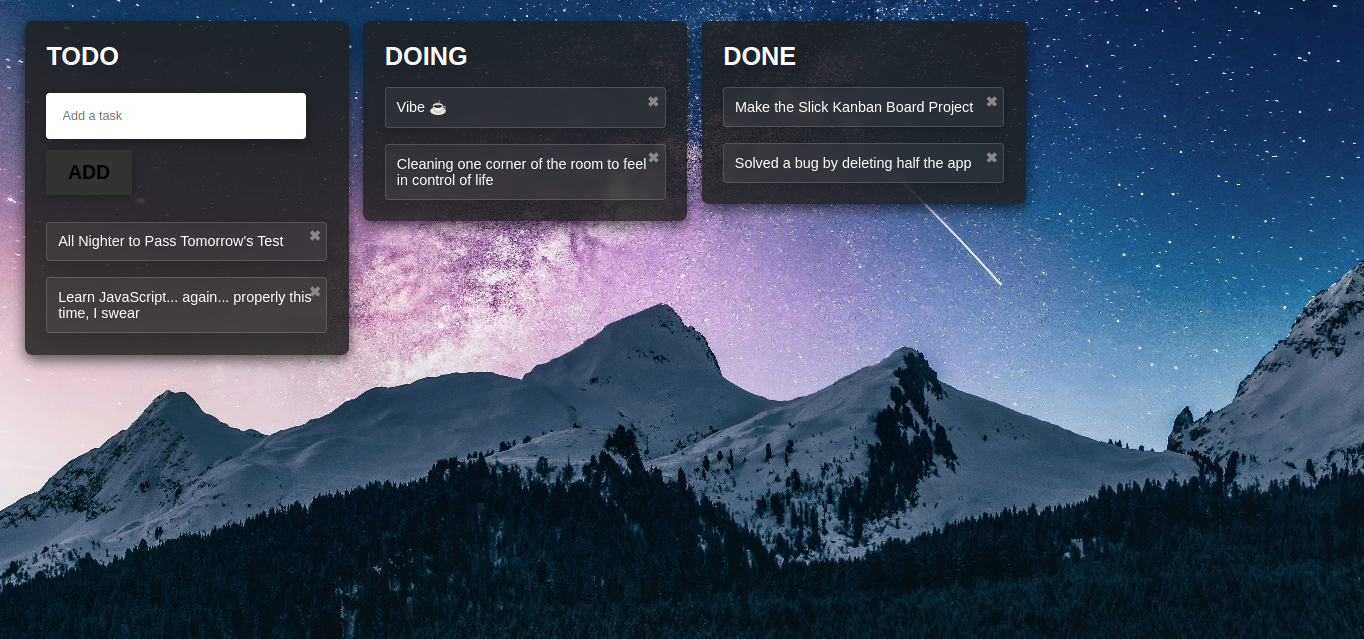 TODO
Add a task
ADD
All Nighter to Pass Tomorrow's Test ✖
Learn JavaScript... again... properly this ✖
time, I swear
DOING
Vibe ☕ ✖
Cleaning one corner of the room to feel ✖
in control of life
DONE
Make the Slick Kanban Board Project ✖
Solved a bug by deleting half the app ✖